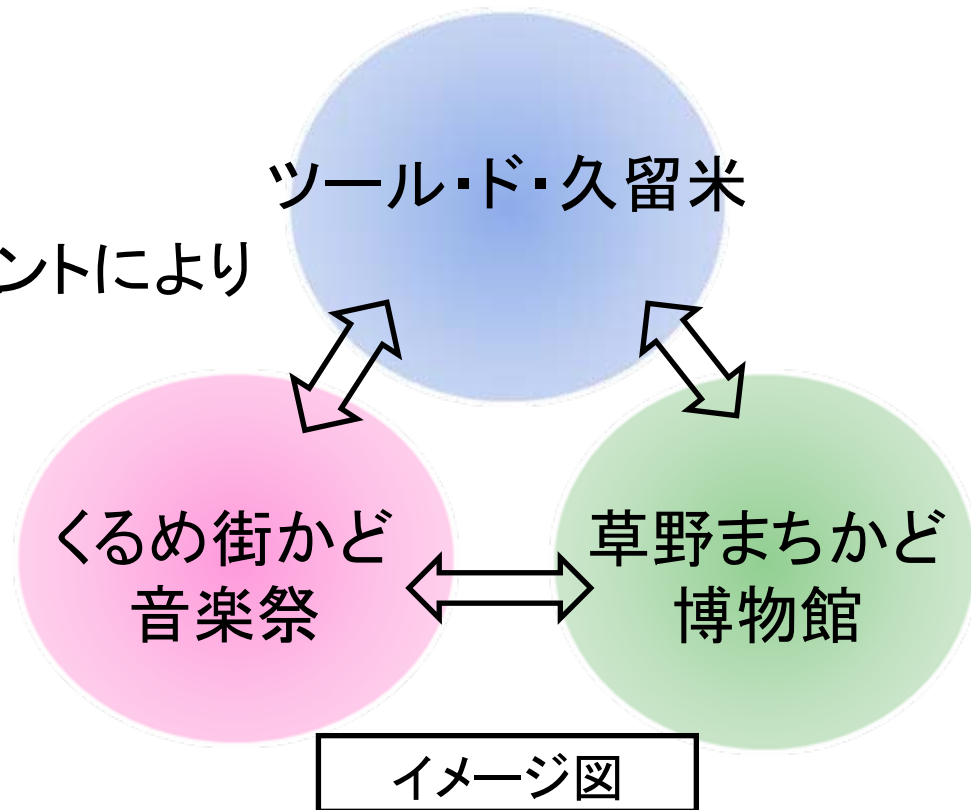 ツール・ド・久留米
ントにより
くるめ街かど
音楽祭
草野まちかど
博物館
イメージ図